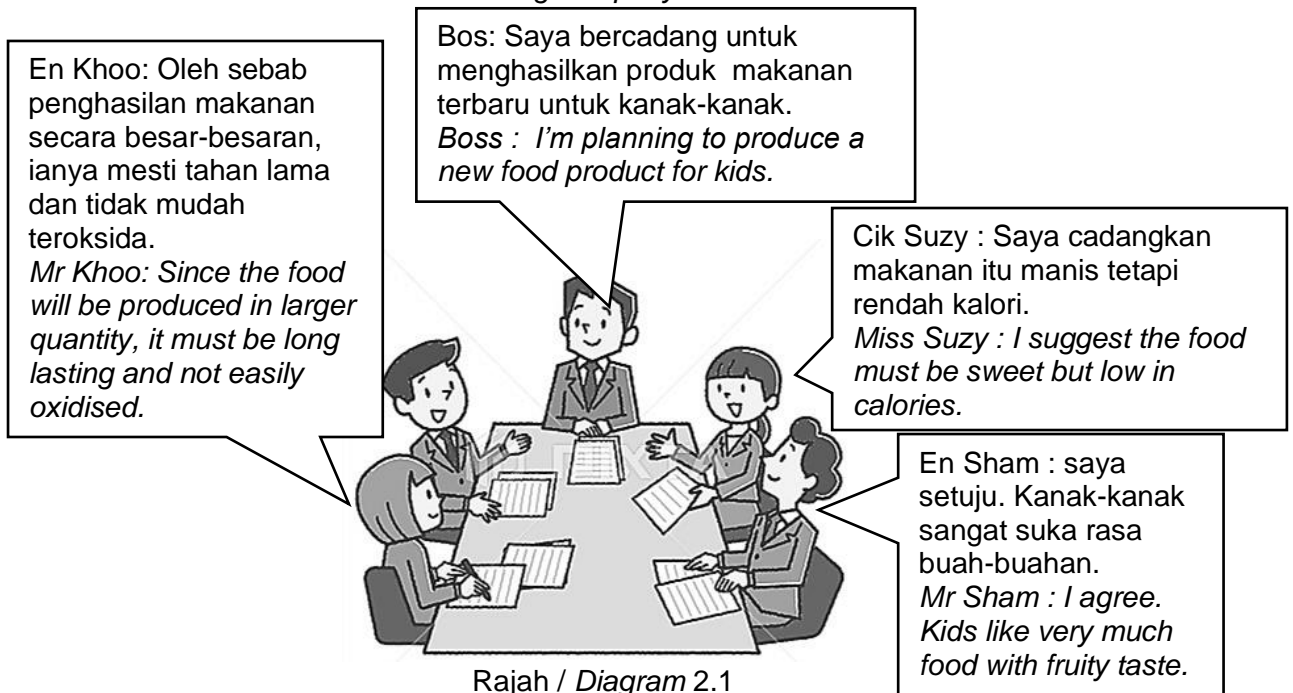 Bos: Saya bercadang untuk
menghasilkan produk makanan
terbaru untuk kanak-kanak.
Boss : I'm planning to produce a
new food product for kids.
En Khoo: Oleh sebab
penghasilan makanan
secara besar-besaran,
ianya mesti tahan lama
dan tidak mudah
teroksida.
Mr Khoo: Since the food
will be produced in larger
quantity, it must be long
lasting and not easily
oxidised.
Cik Suzy : Saya cadangkan
makanan itu manis tetapi
rendah kalori.
Miss Suzy : I suggest the food
must be sweet but low in
calories.
En Sham : saya
setuju. Kanak-kanak
sangat suka rasa
buah-buahan.
Mr Sham : I agree.
Kids like very much
food with fruity taste.
Rajah / Diagram 2.1